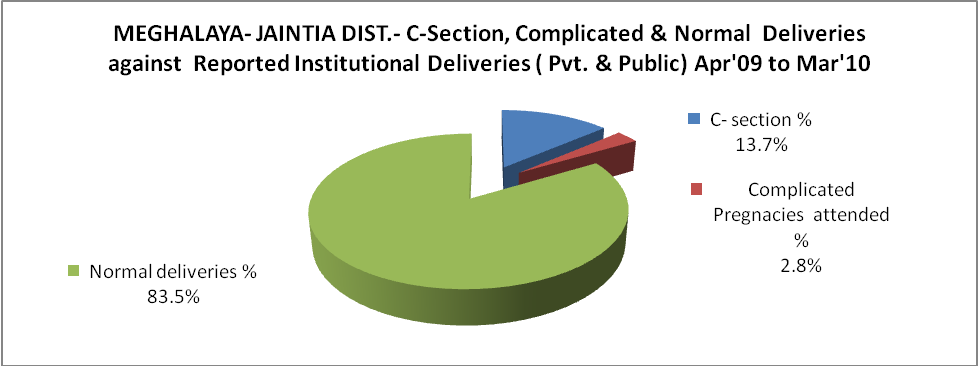 MEGHALAYA- JAINTIA DIST.- C-Section, Complicated & Normal Deliveries
against Reported Institutional Deliveries ( Pvt. & Public) Apr'09 to Mar'10
C- section %
13.7%
Complicated
Pregnacies attended
%
2.8%
Normal deliveries %
83.5%